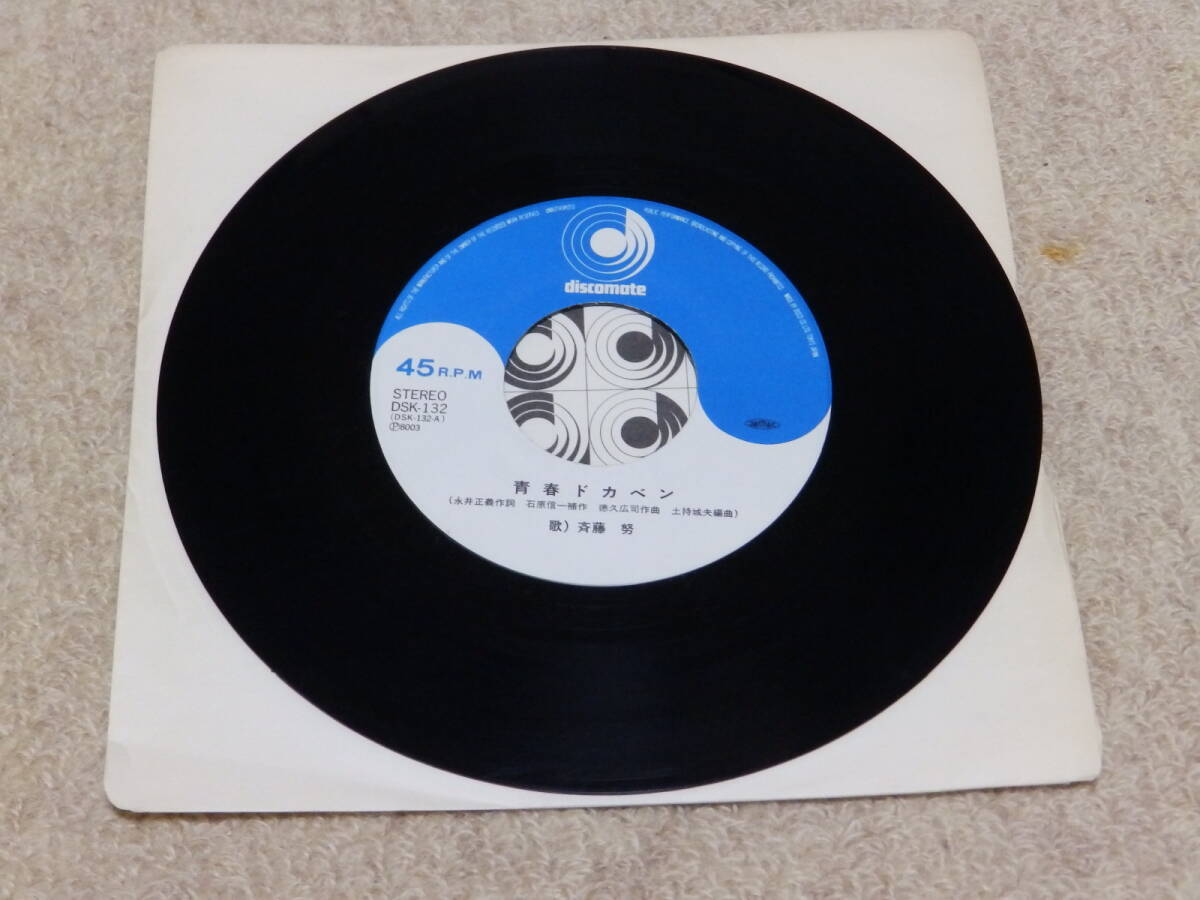 discomate
45 R.P.M
STEREO
DSK-132
(DSK-132-A)
Ⓟ8003
青春ドカベン
(永井正義作詞 石原信一補作 徳久広司作曲 土持城夫編曲)
歌)斉藤 努